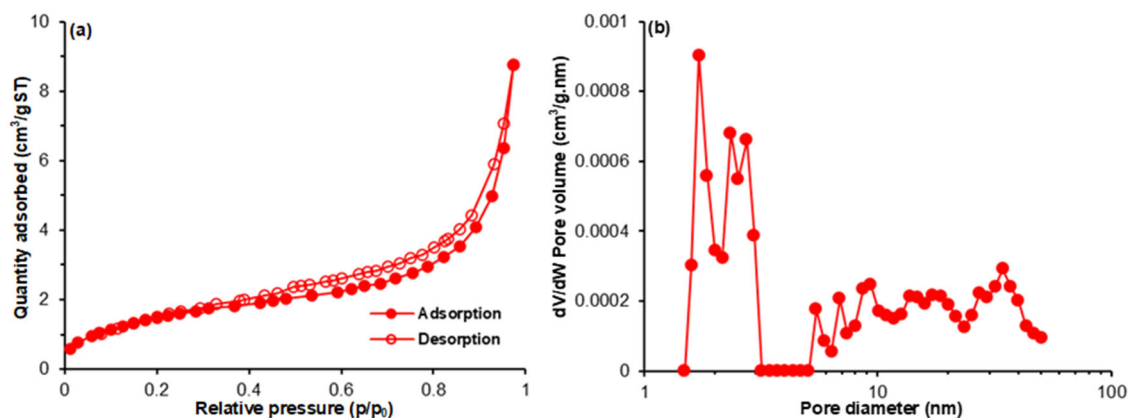 (a)
Quantity adsorbed (cm³/gST)
10
8
6
4
2
0
0 0.2 0.4 0.6 0.8 1
Relative pressure (p/p₀)
Adsorption
Desorption
(b)
dV/dW Pore volume (cm³/g.nm)
0.001
0.0008
0.0006
0.0004
0.0002
0
1 10 100
Pore diameter (nm)